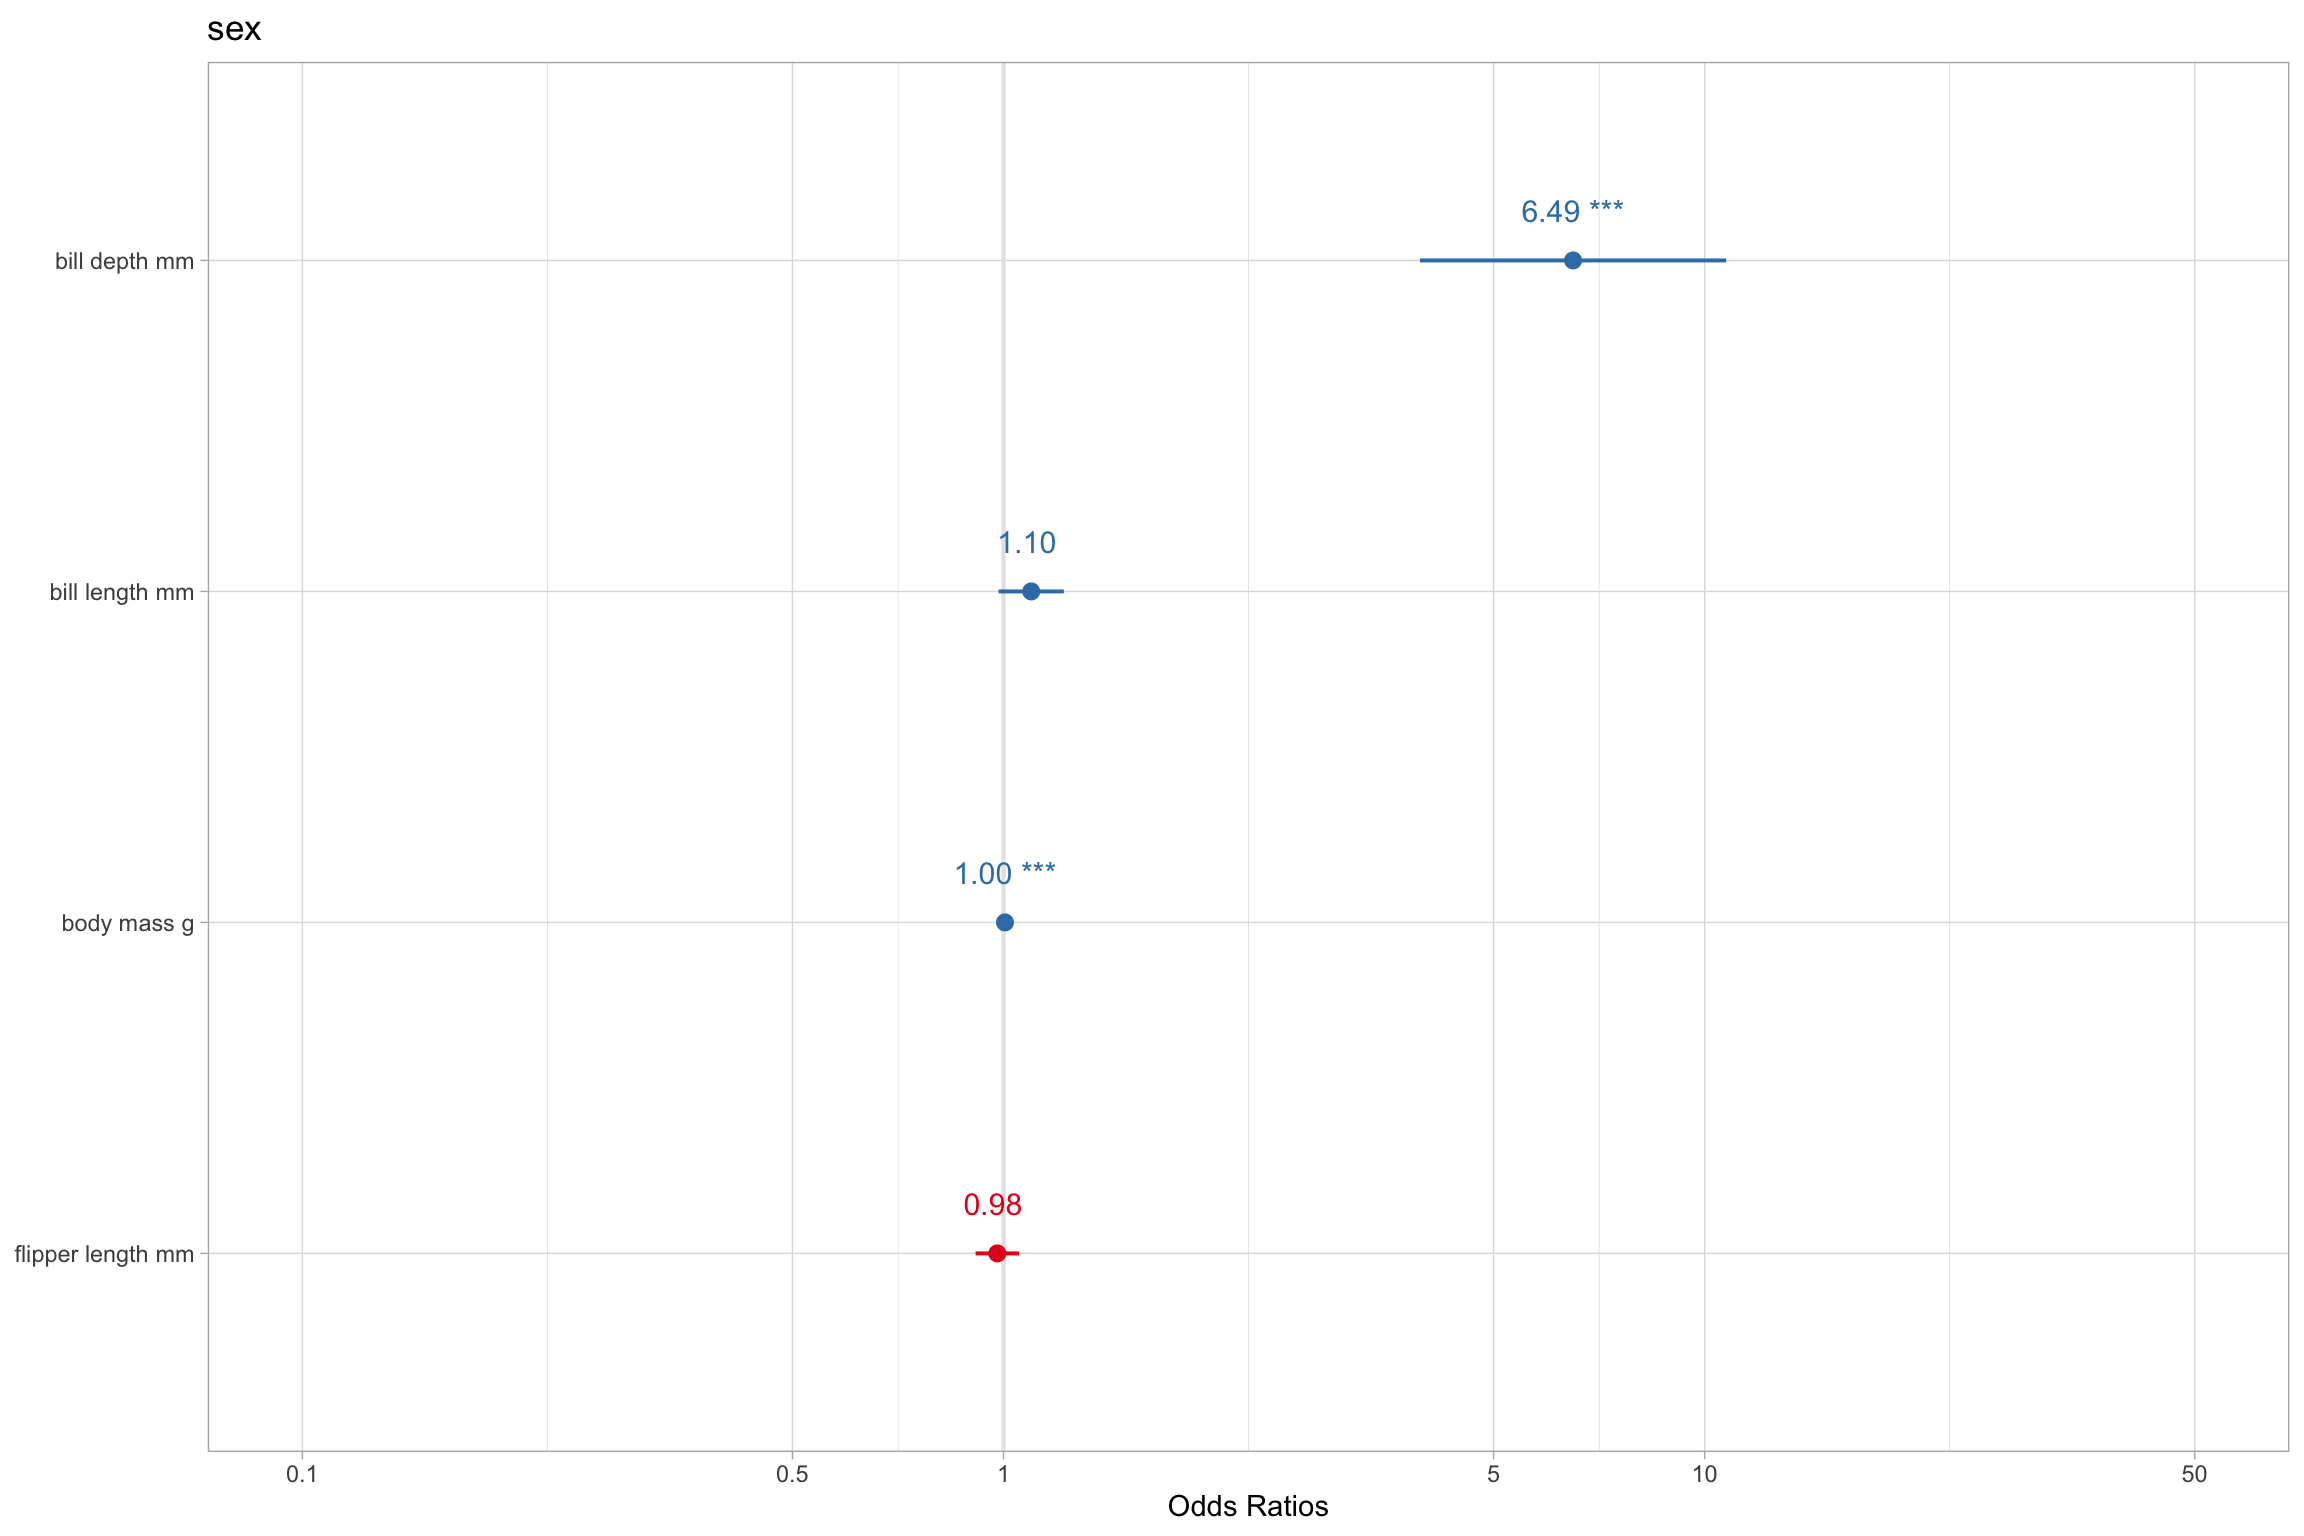 sex
bill depth mm
6.49 ***
bill length mm
1.10
body mass g
1.00 ***
flipper length mm
0.98
0.1 0.5 1 5 10 50
Odds Ratios